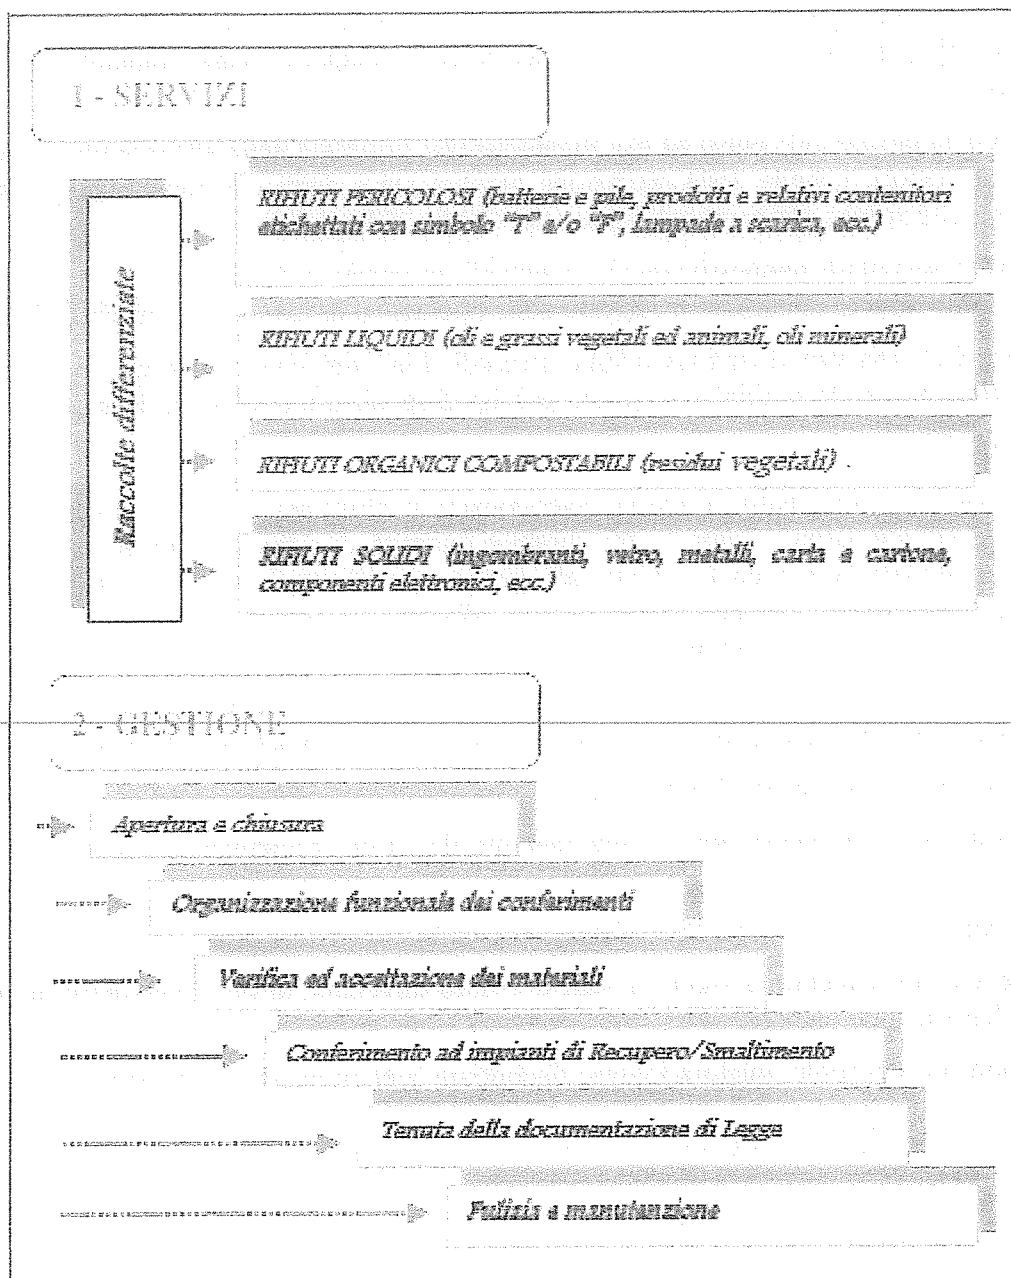 1 - SERVIZI
Raccolte differenziate
RIFIUTI PERICOLOSI (batterie e pile, prodotti e relativi contenitori
etichettati con simbolo "T" e/o "F", lampade a scarica, ecc.)
RIFIUTI LIQUIDI (oli e grassi vegetali ed animali, oli minerali)
RIFIUTI ORGANICI COMPOSTABILI (residui vegetali) .
RIFIUTI SOLIDI (ingombranti, vetro, metalli, carta e cartone,
componenti elettronici, ecc.)
2 - GESTIONE
Apertura e chiusura
Organizzazione funzionale dei conferimenti
Verifica ed accettazione dei materiali
Conferimento ad impianti di Recupero/Smaltimento
Tenuta della documentazione di Legge
Pulizia e manutenzione